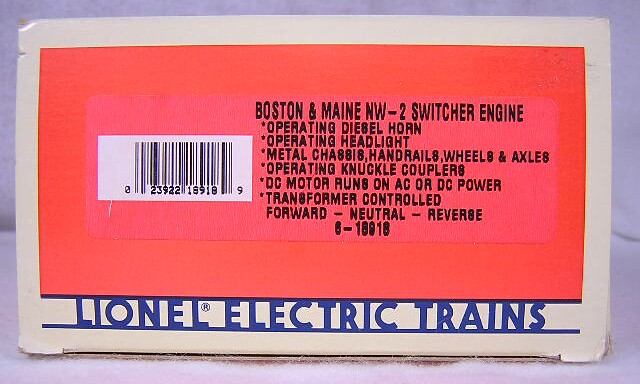 BOSTON & MAINE NW-2 SWITCHER ENGINE
*OPERATING DIESEL HORN
*OPERATING HEADLIGHT
*METAL CHASSIS,HANDRAILS,WHEELS & AXLES
*OPERATING KNUCKLE COUPLERS
*DC MOTOR RUNS ON AC OR DC POWER
*TRANSFORMER CONTROLLED
FORWARD - NEUTRAL - REVERSE
6-18918
0 23922 18918 9
LIONEL® ELECTRIC TRAINS